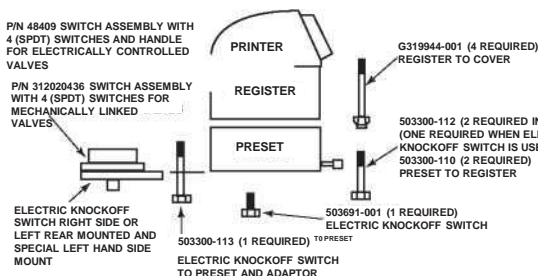 P/N 48409 SWITCH ASSEMBLY WITH
4 (SPDT) SWITCHES AND HANDLE
FOR ELECTRICALLY CONTROLLED
VALVES
P/N 312020436 SWITCH ASSEMBLY
WITH 4 (SPDT) SWITCHES FOR
MECHANICALLY LINKED
VALVES
ELECTRIC KNOCKOFF
SWITCH RIGHT SIDE OR
LEFT REAR MOUNTED AND
SPECIAL LEFT HAND SIDE
MOUNT
PRINTER
REGISTER
PRESET
503300-113 (1 REQUIRED) TO PRESET
ELECTRIC KNOCKOFF SWITCH
TO PRESET AND ADAPTOR
503691-001 (1 REQUIRED)
ELECTRIC KNOCKOFF SWITCH
G319944-001 (4 REQUIRED)
REGISTER TO COVER
503300-112 (2 REQUIRED IN
(ONE REQUIRED WHEN EL
KNOCKOFF SWITCH IS USE
503300-110 (2 REQUIRED)
PRESET TO REGISTER